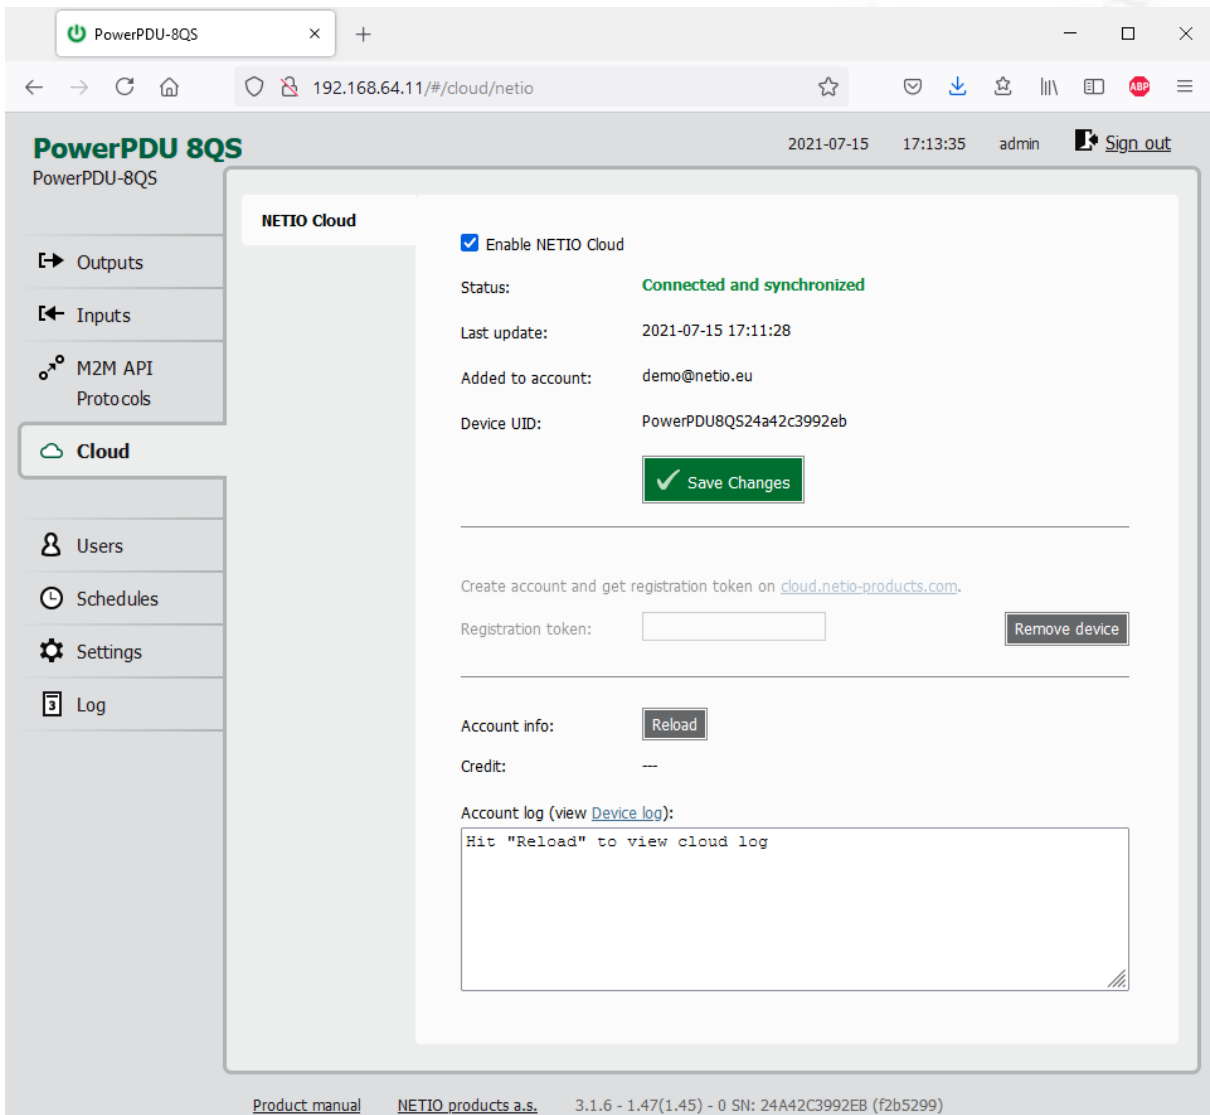 PowerPDU-8QS
192.168.64.11/#/cloud/netio
ABP
PowerPDU 8QS
2021-07-15 17:13:35 admin Sign out
PowerPDU-8QS
NETIO Cloud
Outputs
Inputs
M2M API
Protocols
Cloud
Users
Schedules
3
Settings
Log
Enable NETIO Cloud
Status: Connected and synchronized
Last update: 2021-07-15 17:11:28
Added to account: demo@netio.eu
Device UID: PowerPDU8QS24a42c3992eb
Save Changes
Create account and get registration token on cloud.netio-products.com.
Registration token: Remove device
Account info: Reload
Credit: ---
Account log (view Device log):
Hit "Reload" to view cloud log
Product manual NETIO products a.s. 3.1.6 - 1.47(1.45) - 0 SN: 24A42C3992EB (f2b5299)